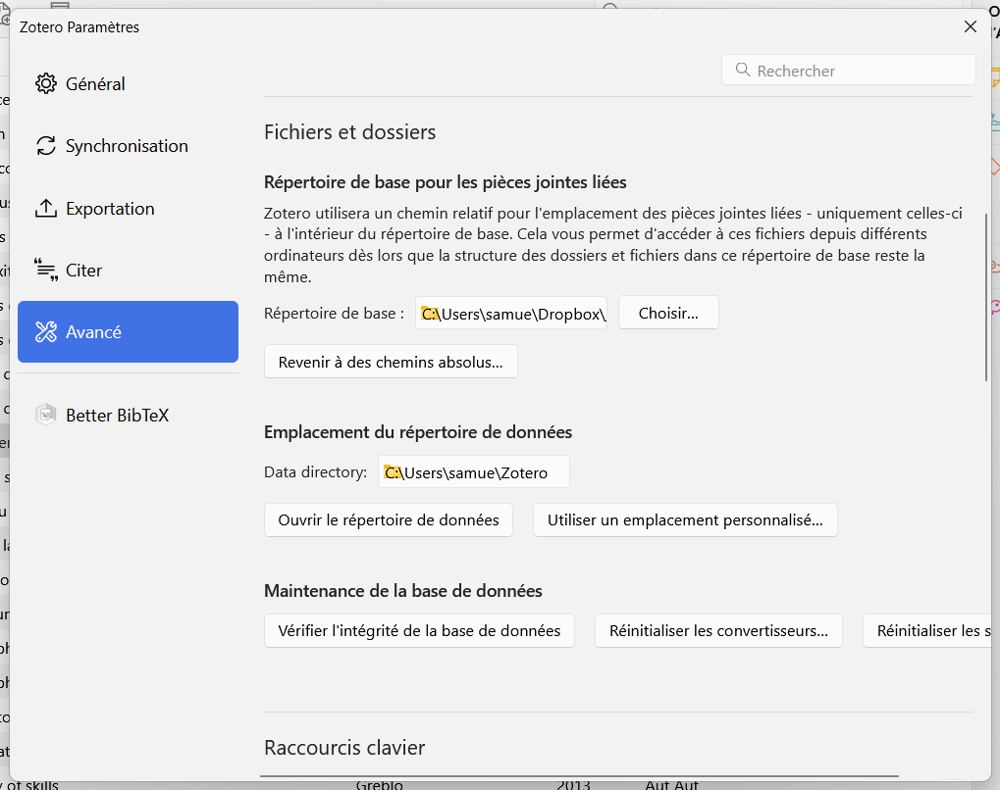 Zotero Paramètres
Général
Rechercher
Synchronisation
Exportation
Citer
Avancé
Better BibTeX
Fichiers et dossiers
Répertoire de base pour les pièces jointes liées
Zotero utilisera un chemin relatif pour l'emplacement des pièces jointes liées - uniquement celles-ci
- à l'intérieur du répertoire de base. Cela vous permet d'accéder à ces fichiers depuis différents
ordinateurs dès lors que la structure des dossiers et fichiers dans ce répertoire de base reste la
même.
Répertoire de base : C:\Users\samue\Dropbox\ Choisir...
Revenir à des chemins absolus...
Emplacement du répertoire de données
Data directory: C:\Users\samue\Zotero
Ouvrir le répertoire de données Utiliser un emplacement personnalisé...
Maintenance de la base de données
Vérifier l'intégrité de la base de données Réinitialiser les convertisseurs... Réinitialiser les s
Raccourcis clavier
y of skills Greblo 2013 Aut Aut